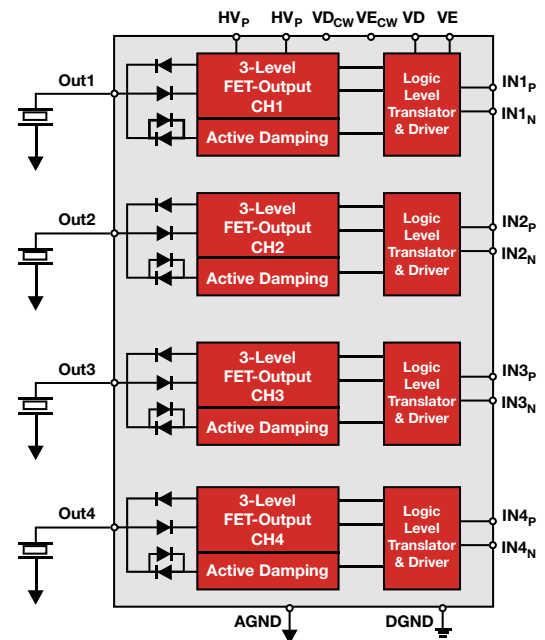 HVP HVP VDCW VECW VD VE
Out1
3-Level
FET-Output
CH1
Active Damping
Logic
Level
Translator
& Driver
IN1P
IN1N
Out2
3-Level
FET-Output
CH2
Active Damping
Logic
Level
Translator
& Driver
IN2P
IN2N
Out3
3-Level
FET-Output
CH3
Active Damping
Logic
Level
Translator
& Driver
IN3P
IN3N
Out4
3-Level
FET-Output
CH4
Active Damping
Logic
Level
Translator
& Driver
IN4P
IN4N
AGND DGND